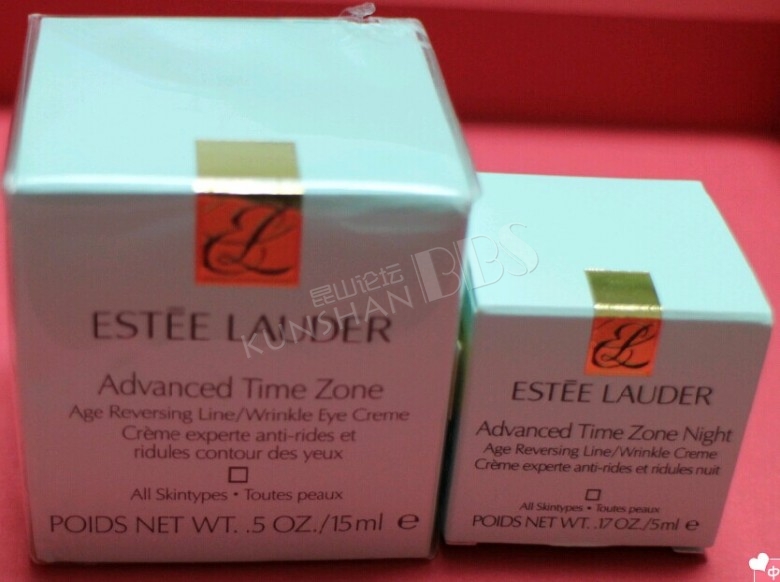 EL
ESTĒE LAUDER
Advanced Time Zone
Age Reversing Line/Wrinkle Eye Creme
Crème experte anti-rides et
ridules contour des yeux
All Skintypes • Toutes peaux
POIDS NET WT. .5 OZ./15ml ℮
EL
ESTĒE LAUDER
Advanced Time Zone Night
Age Reversing Line/Wrinkle Creme
Crème experte anti-rides et ridules nuit
All Skintypes • Toutes peaux
POIDS NET WT. .17 OZ./5ml ℮
昆山论坛
KUNSHAN BBS
中